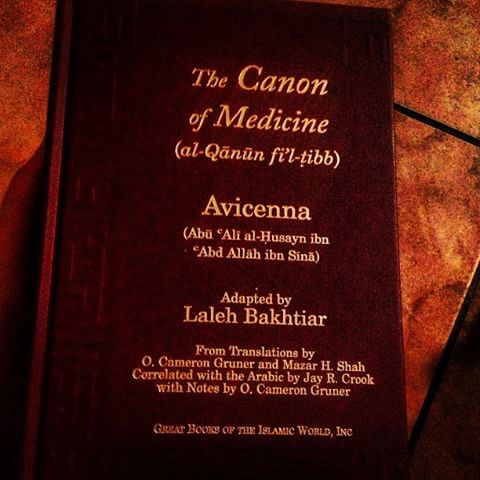 The Canon
of Medicine
(al-Qānūn fi'l-ṭibb)
Avicenna
(Abū ʿAlī al-Ḥusayn ibn
ʿAbd Allāh ibn Sīnā)
Adapted by
Laleh Bakhtiar
From Translations by
O. Cameron Gruner and Mazar H. Shah
Correlated with the Arabic by Jay R. Crook
with Notes by O. Cameron Gruner
GREAT BOOKS OF THE ISLAMIC WORLD, INC